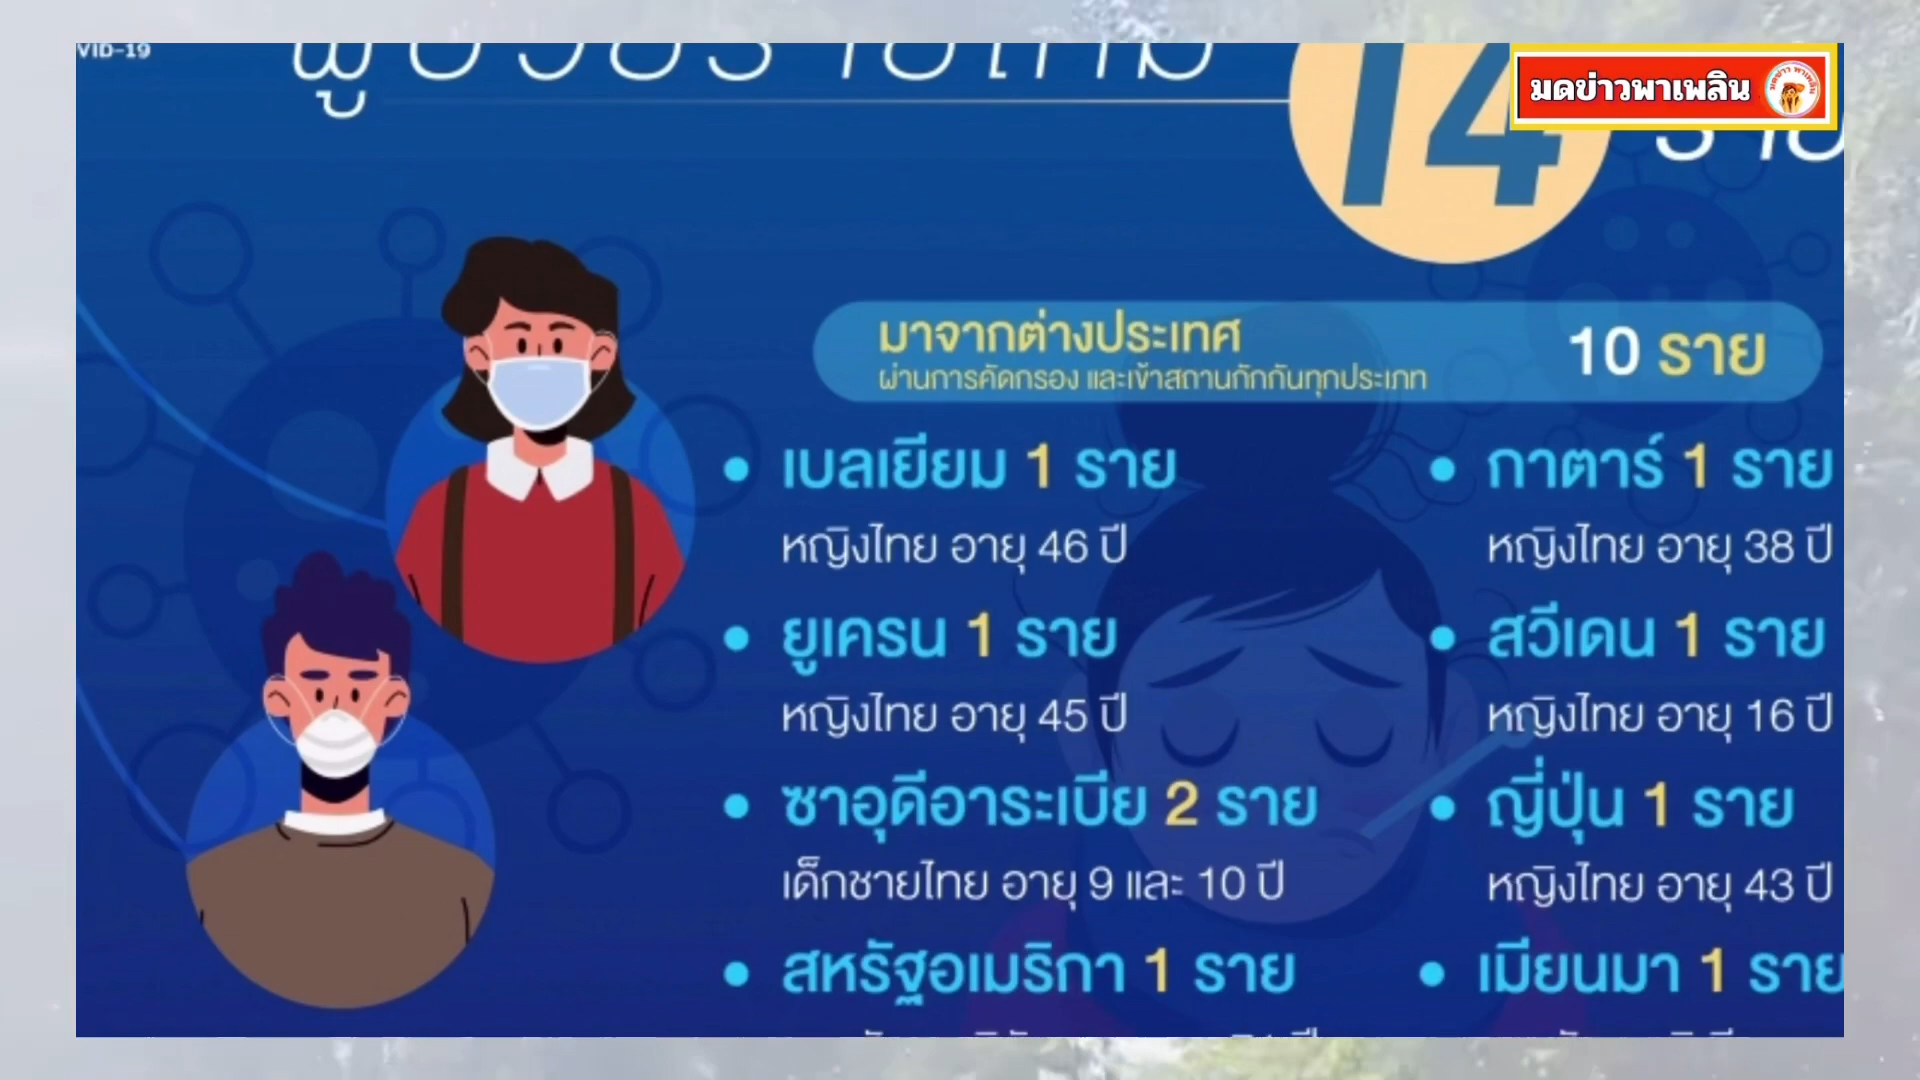 VID-19
14
มดข่าวพาเพลิน
มาจากต่างประเทศ
ผ่านการคัดกรอง และเข้าสถานกักกันทุกประเภท
10 ราย
เบลเยียม 1 ราย
หญิงไทย อายุ 46 ปี
ยูเครน 1 ราย
หญิงไทย อายุ 45 ปี
ซาอุดีอาระเบีย 2 ราย
เด็กชายไทย อายุ 9 และ 10 ปี
สหรัฐอเมริกา 1 ราย
กาตาร์ 1 ราย
หญิงไทย อายุ 38 ปี
สวีเดน 1 ราย
หญิงไทย อายุ 16 ปี
ญี่ปุ่น 1 ราย
หญิงไทย อายุ 43 ปี
เมียนมา 1 ราย